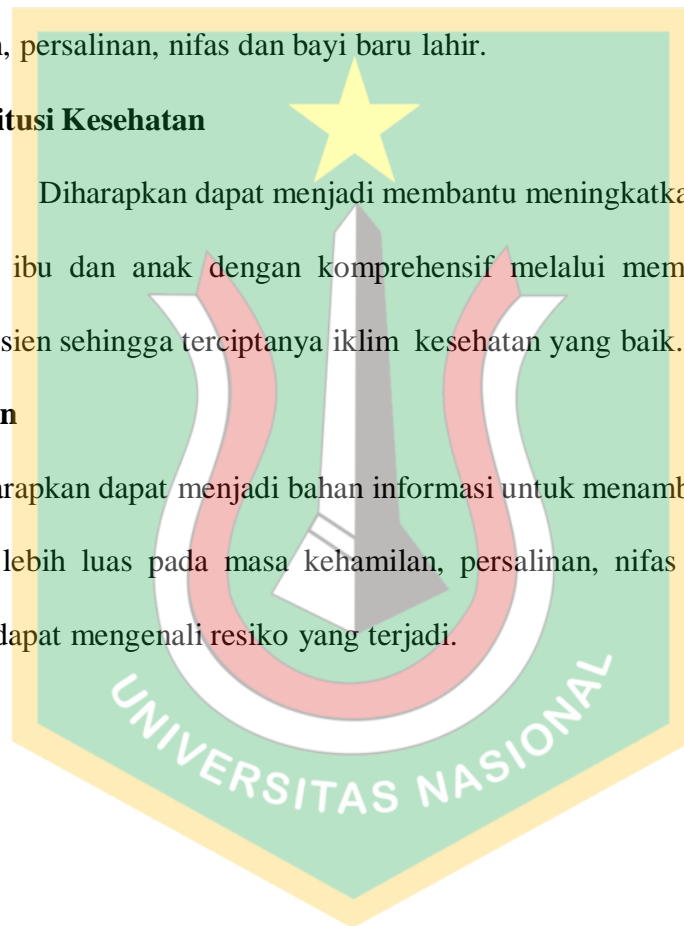 , persalinan, nifas dan bayi baru lahir.
itusi Kesehatan
Diharapkan dapat menjadi membantu meningkatka
ibu dan anak dengan komprehensif melalui mem
sien sehingga terciptanya iklim kesehatan yang baik.
n
arapkan dapat menjadi bahan informasi untuk menamb
lebih luas pada masa kehamilan, persalinan, nifas
dapat mengenali resiko yang terjadi.
UNIVERSITAS NASIONAL